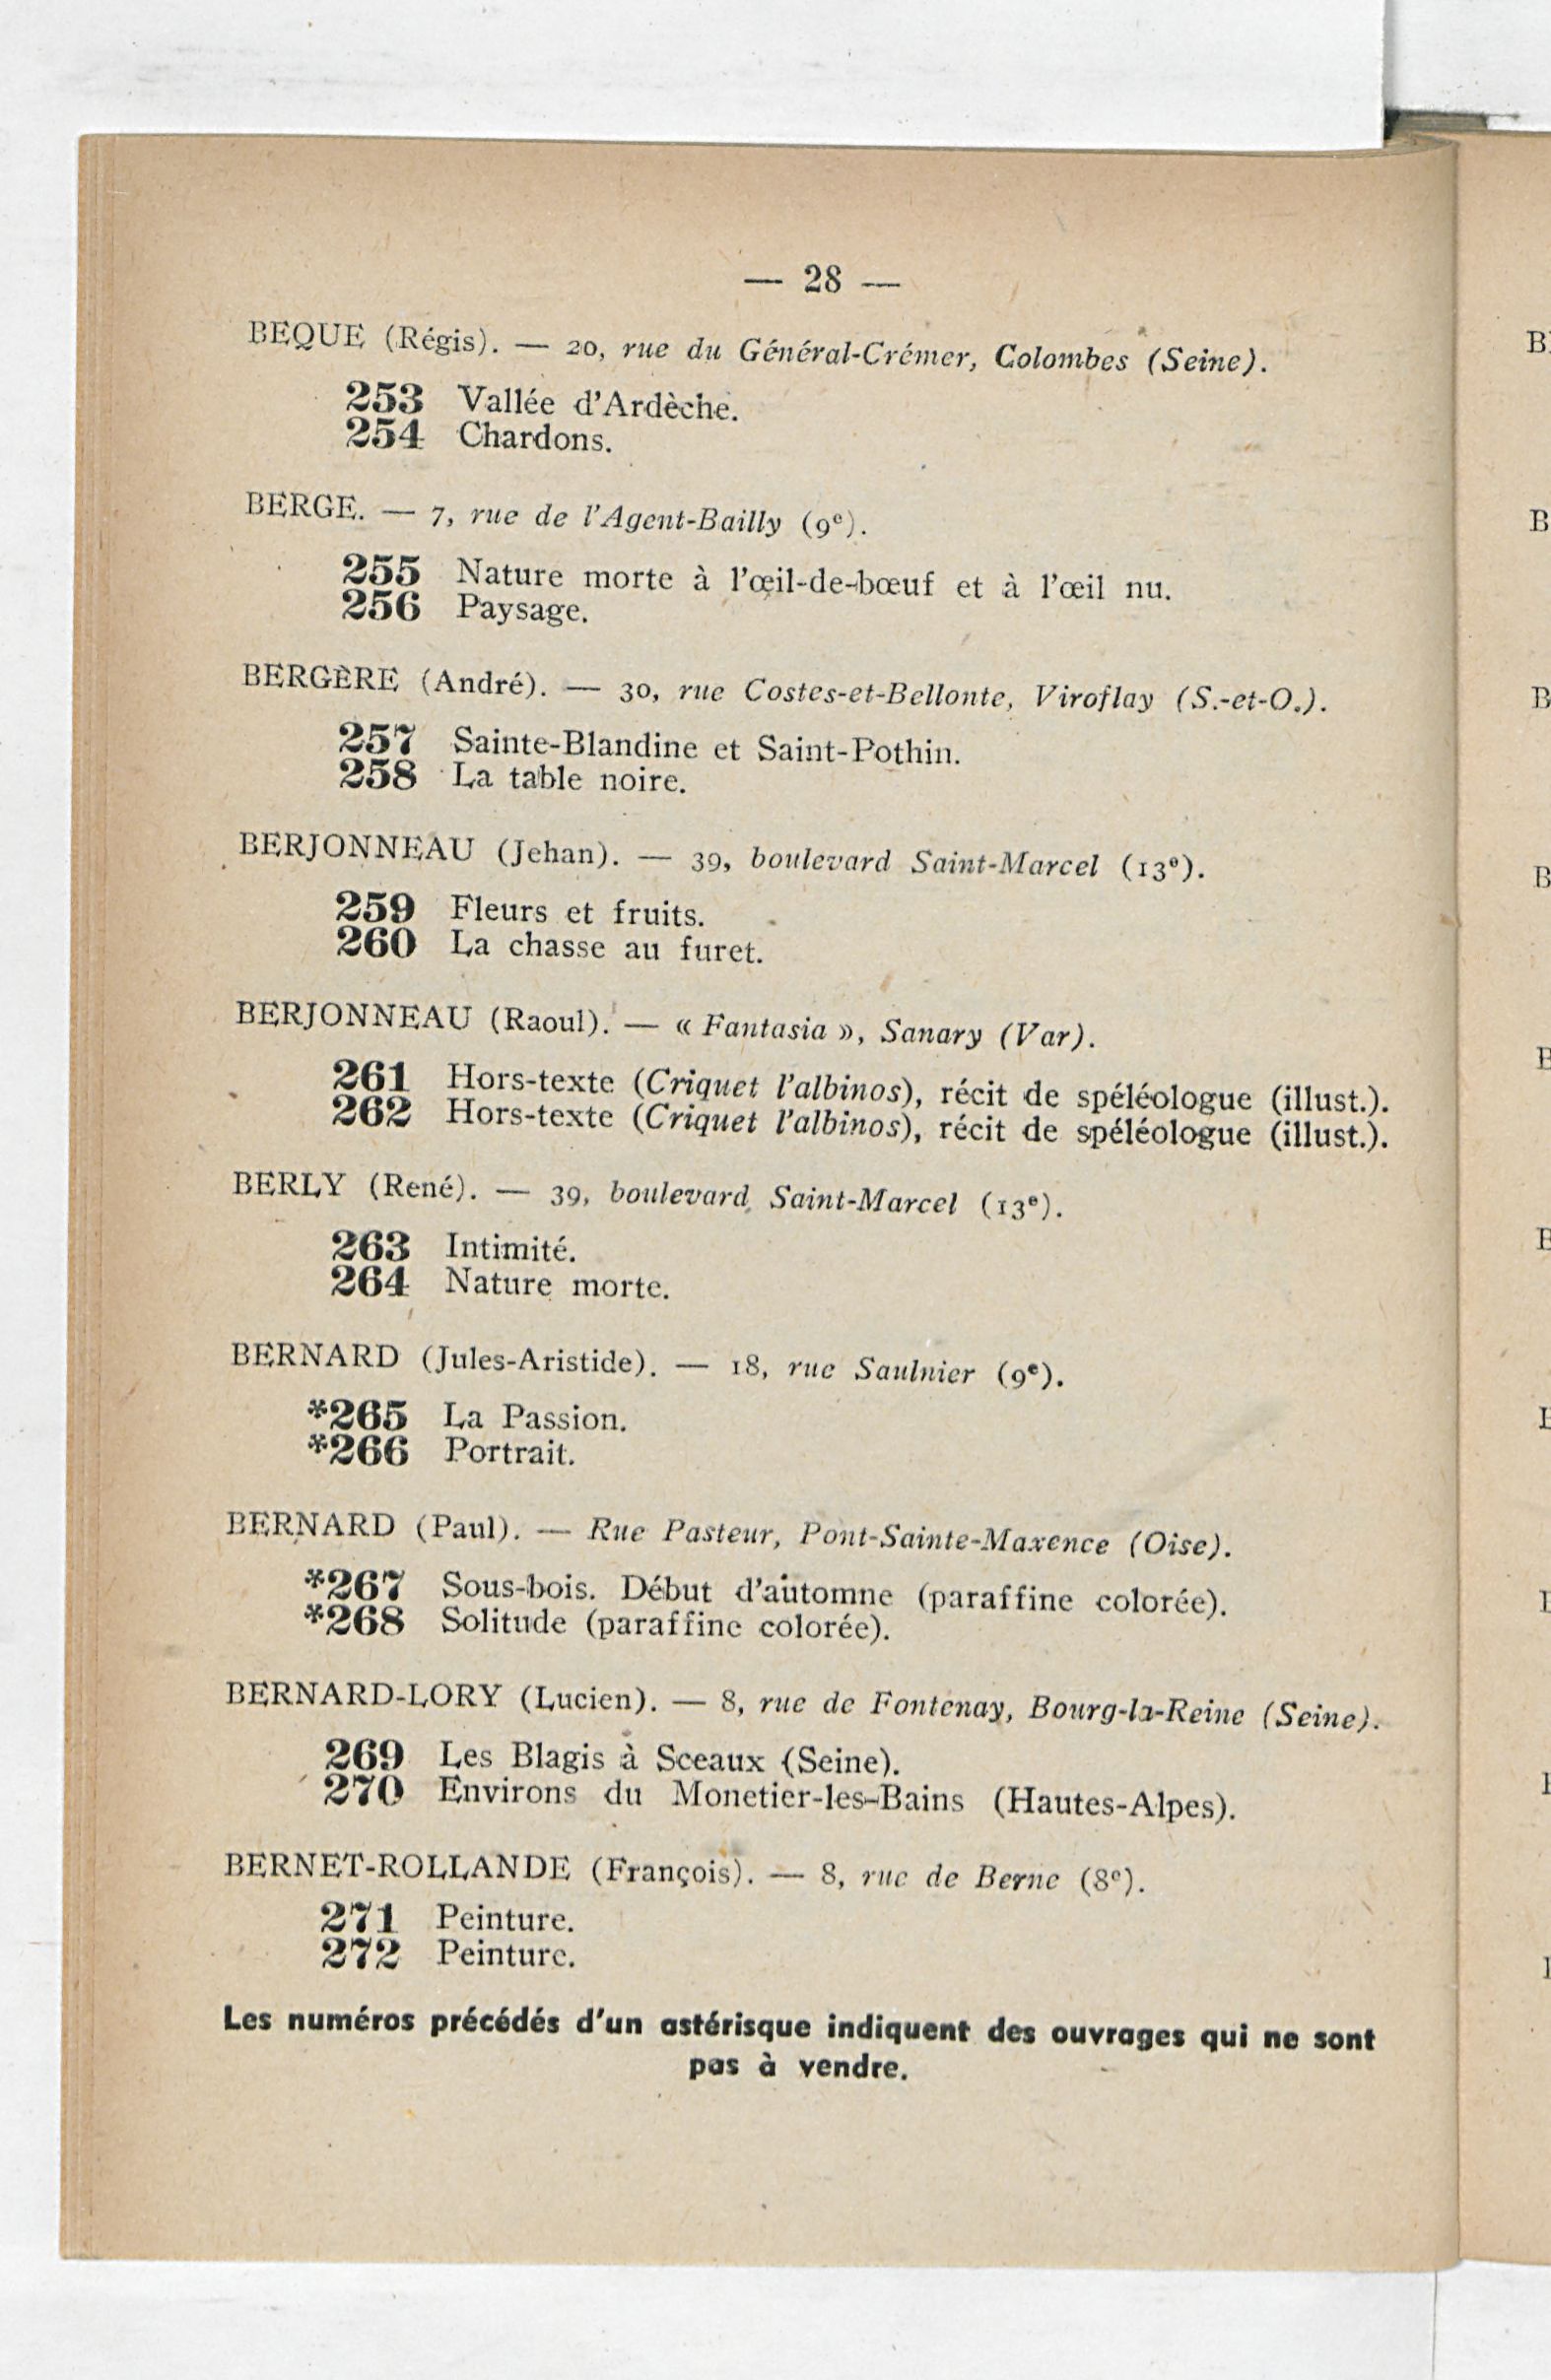 — 28 —
BEQUE (Régis). — 20, rue du Général-Crémer, Colombes (Seine).
253 Vallée d'Ardèche.
254 Chardons.
BERGE. — 7, rue de l'Agent-Bailly (9e).
255 Nature morte à l'œil-de-bœuf et à l'œil nu.
256 Paysage.
BERGÈRE (André). — 30, rue Costes-et-Bellonte, Viroflay (S.-et-O.).
257 Sainte-Blandine et Saint-Pothin.
258 La table noire.
BERJONNEAU (Jehan). — 39, boulevard Saint-Marcel (13e).
259 Fleurs et fruits.
260 La chasse au furet.
BERJONNEAU (Raoul). — « Fantasia », Sanary (Var).
261 Hors-texte (Criquet l'albinos), récit de spéléologue (illust.).
262 Hors-texte (Criquet l'albinos), récit de spéléologue (illust.).
BERLY (René). — 39, boulevard Saint-Marcel (13e).
263 Intimité.
264 Nature morte.
BERNARD (Jules-Aristide). — 18, rue Saulnier (9e).
*265 La Passion.
*266 Portrait.
BERNARD (Paul). — Rue Pasteur, Pont-Sainte-Maxence (Oise).
*267 Sous-bois. Début d'automne (paraffine colorée).
*268 Solitude (paraffine colorée).
BERNARD-LORY (Lucien). — 8, rue de Fontenay, Bourg-la-Reine (Seine).
269 Les Blagis à Sceaux (Seine).
270 Environs du Monetier-les-Bains (Hautes-Alpes).
BERNET-ROLLANDE (François). — 8, rue de Berne (8e).
271 Peinture.
272 Peinture.
Les numéros précédés d'un astérisque indiquent des ouvrages qui ne sont
pas à vendre.